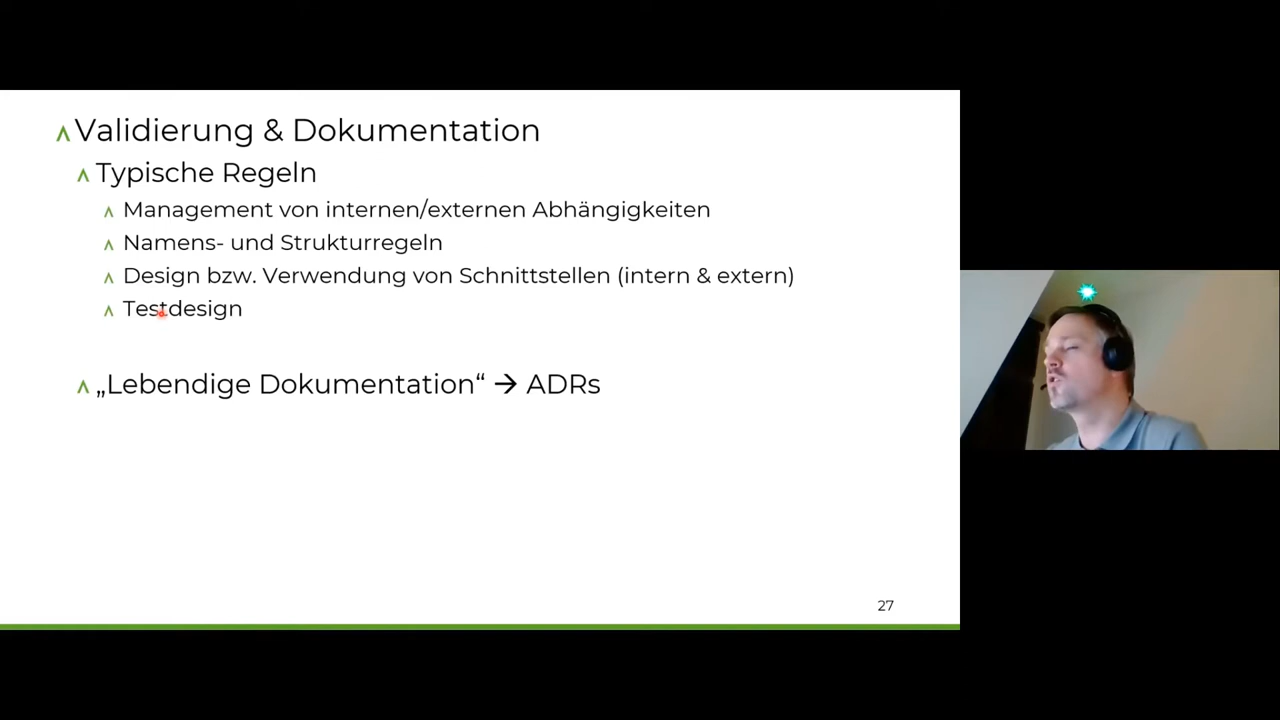 Validierung & Dokumentation
Typische Regeln
Management von internen/externen Abhängigkeiten
Namens- und Strukturregeln
Design bzw. Verwendung von Schnittstellen (intern & extern)
Testdesign
„Lebendige Dokumentation“ → ADRs
27